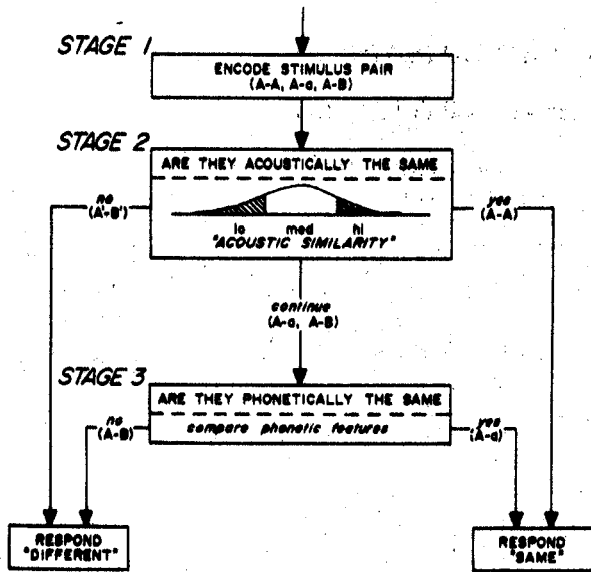 STAGE 1
ENCODE STIMULUS PAIR
(A-A, A-a, A-B)
STAGE 2
ARE THEY ACOUSTICALLY THE SAME
no
(A'-B')
yes
(A-A)
lo med hi
"ACOUSTIC SIMILARITY"
continue
(A-a, A-B)
STAGE 3
ARE THEY PHONETICALLY THE SAME
no
(A-B)
compare phonetic features
yes
(A-a)
RESPOND
"DIFFERENT"
RESPOND
"SAME"